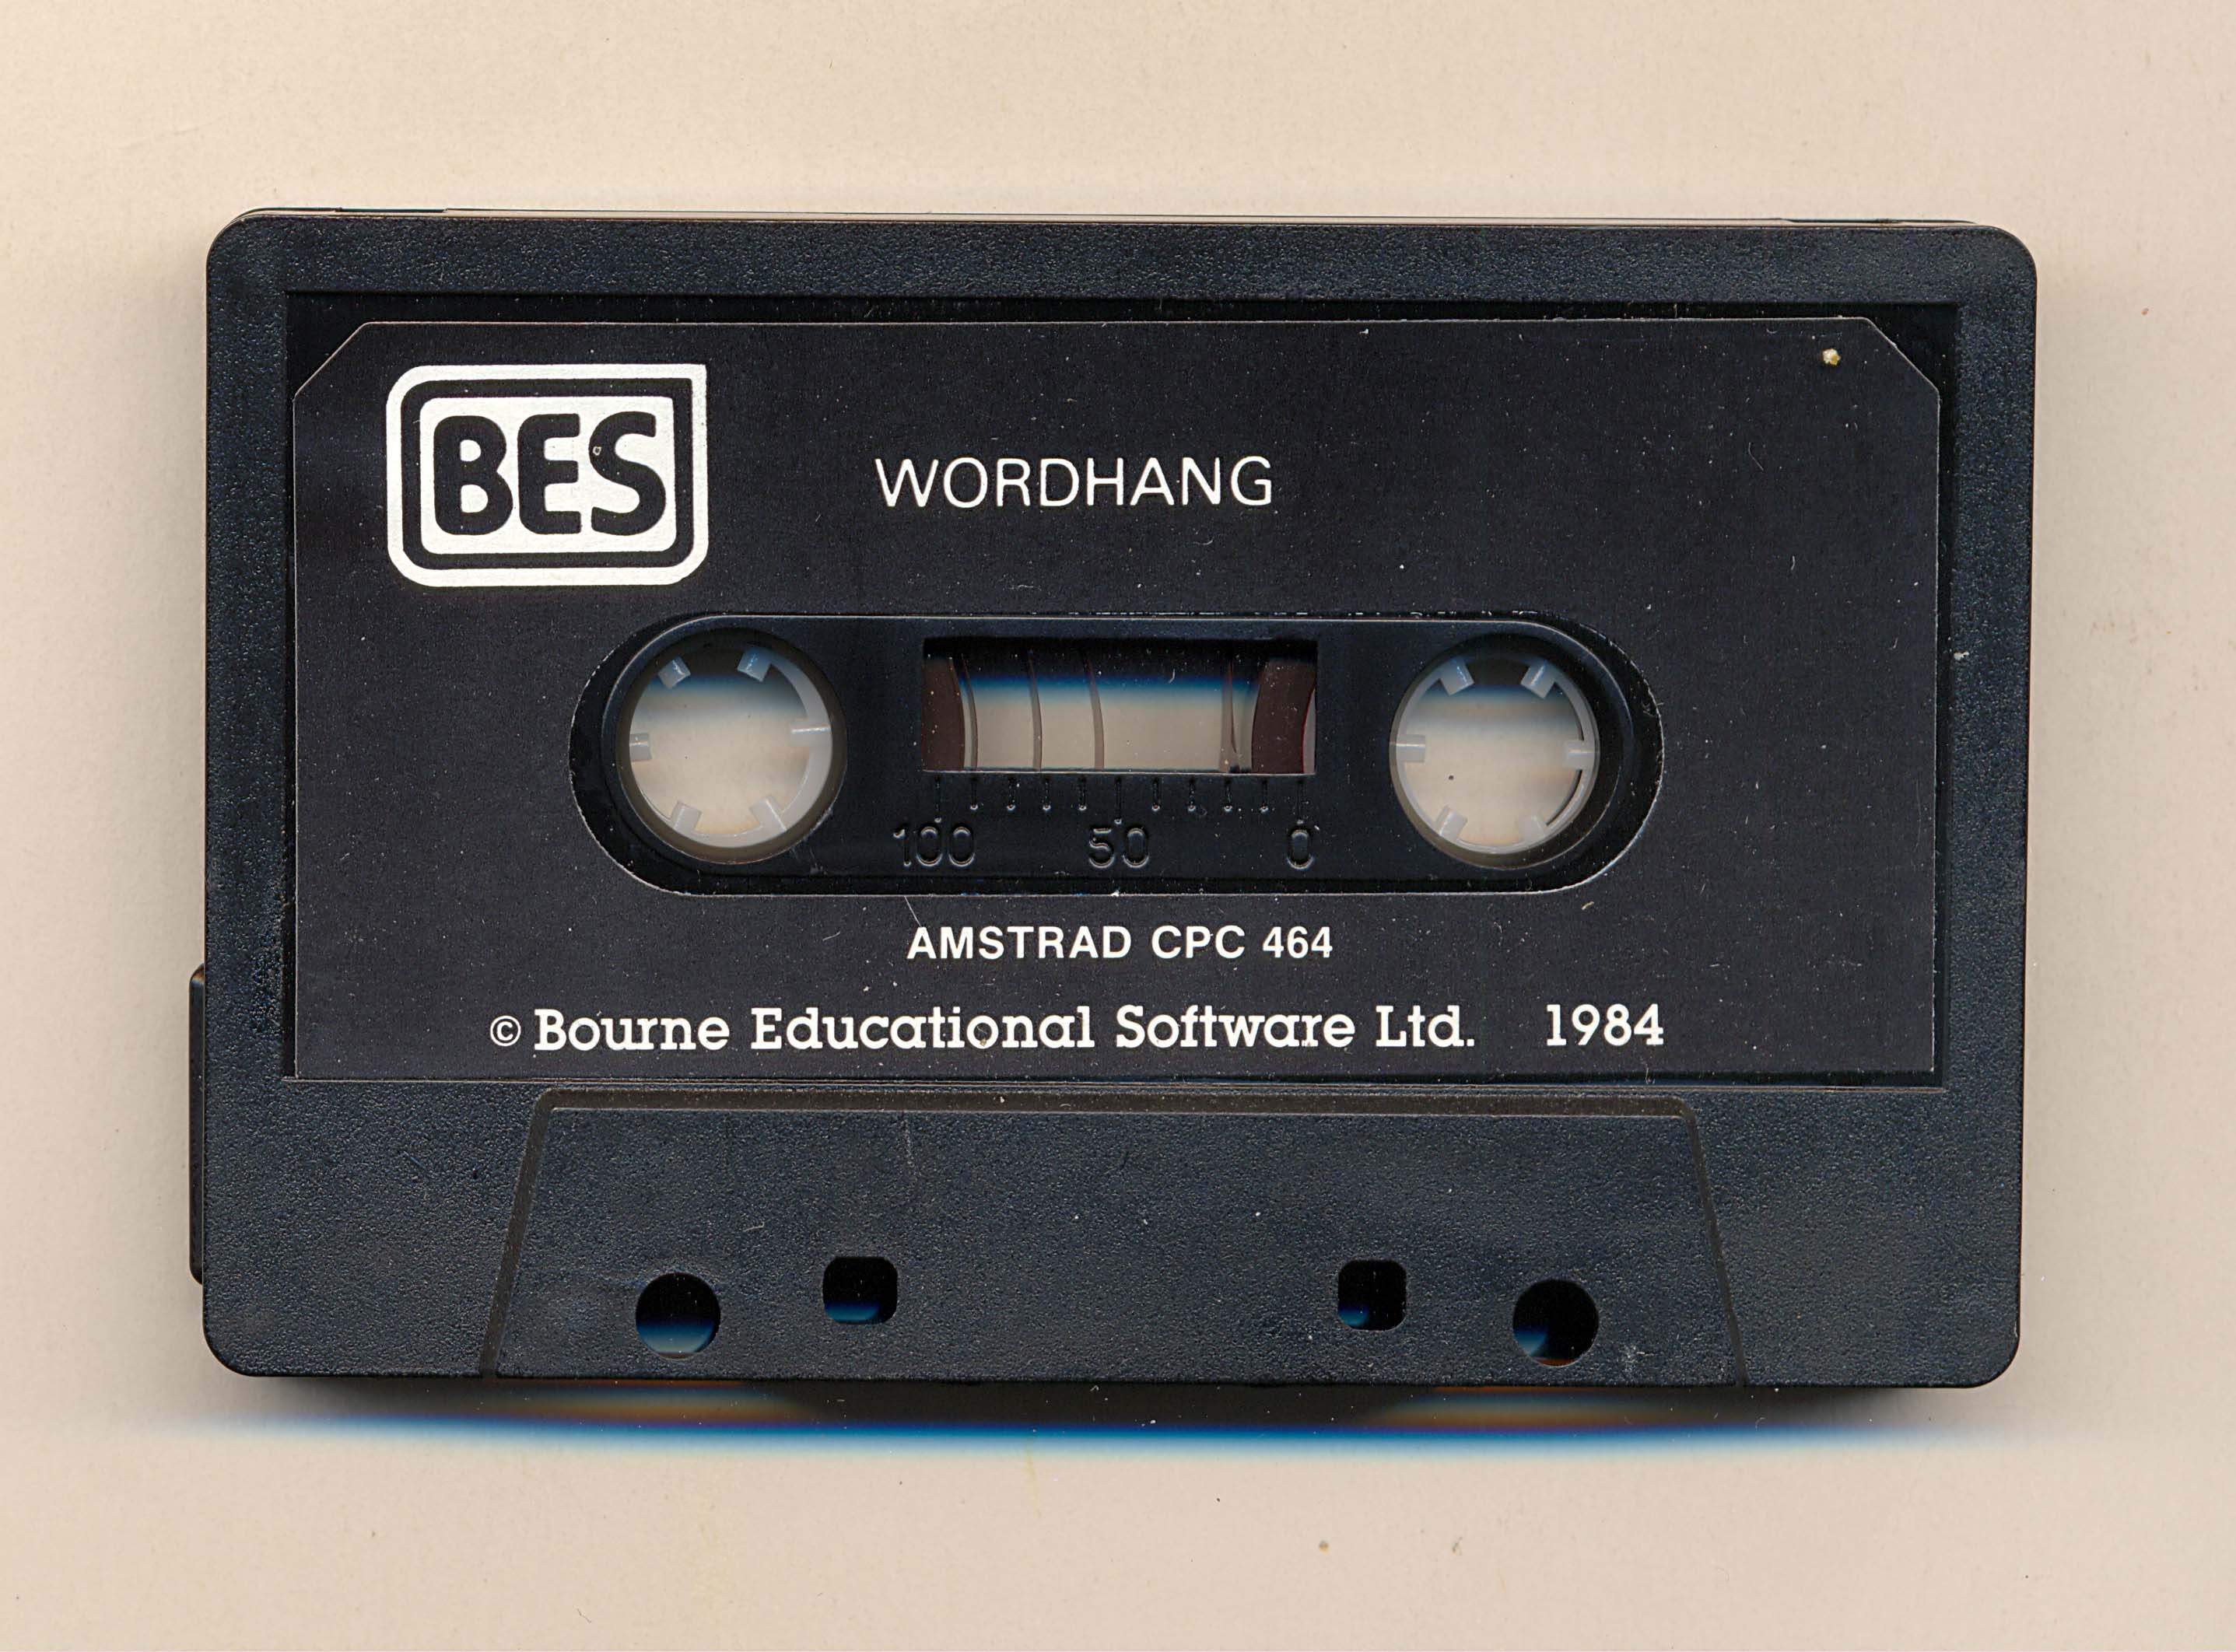 BES
WORDHANG
100 50 0
AMSTRAD CPC 464
© Bourne Educational Software Ltd. 1984